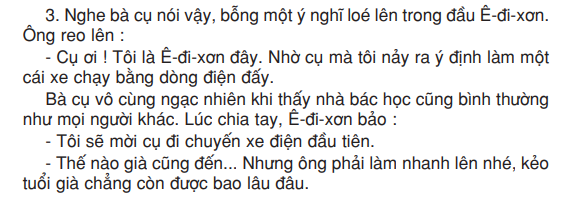 3. Nghe bà cụ nói vậy, bỗng một ý nghĩ loé lên trong đầu Ê-đi-xơn.
Ông reo lên :
- Cụ ơi ! Tôi là Ê-đi-xơn đây. Nhờ cụ mà tôi nảy ra ý định làm một
cái xe chạy bằng dòng điện đấy.
Bà cụ vô cùng ngạc nhiên khi thấy nhà bác học cũng bình thường
như mọi người khác. Lúc chia tay, Ê-đi-xơn bảo :
- Tôi sẽ mời cụ đi chuyến xe điện đầu tiên.
- Thế nào già cũng đến... Nhưng ông phải làm nhanh lên nhé, kẻo
tuổi già chẳng còn được bao lâu đâu.